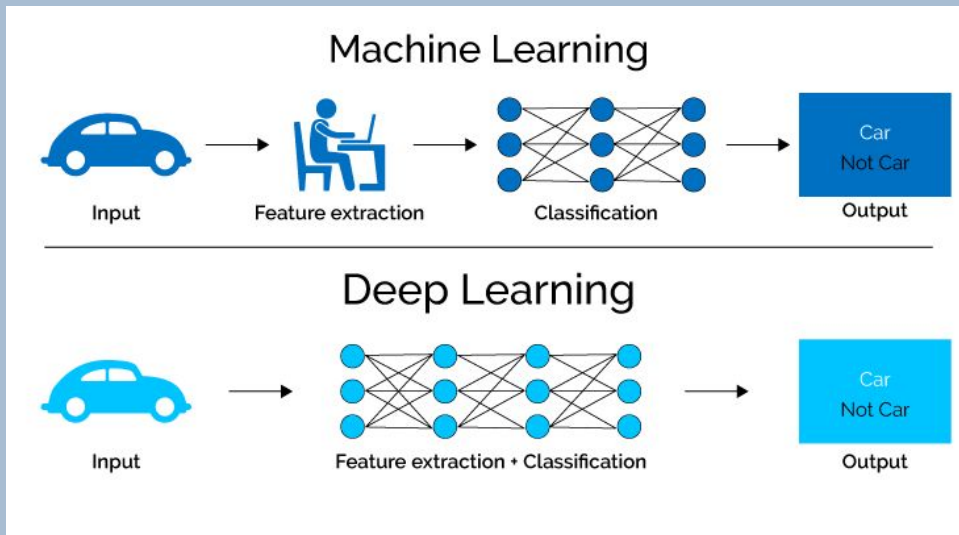 Machine Learning
Car
Not Car
Input
Feature extraction
Classification
Output
Deep Learning
Car
Not Car
Input
Feature extraction + Classification
Output